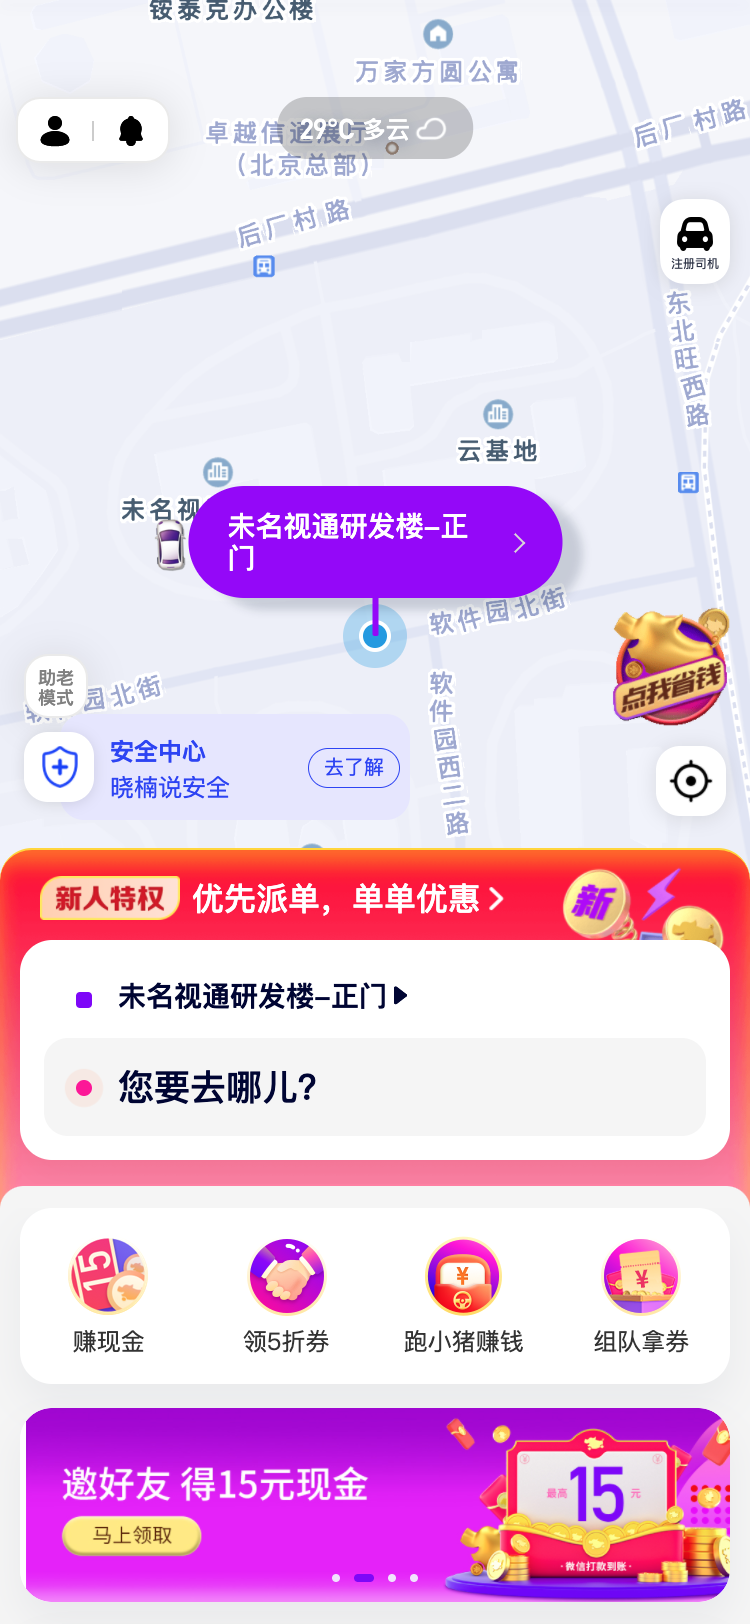 铵泰克办公楼
万家方圆公寓
卓越信通展厅
（北京总部）
29°C 多云
后厂村路
后厂村路
注册司机
东北旺西路
云基地
未名视
未名视通研发楼–正
门
软件园北街
点我省钱
助老
模式
园北街
软件园西二路
安全中心
晓楠说安全
去了解
新人特权
优先派单，单单优惠
新
未名视通研发楼–正门
您要去哪儿?
15
¥
¥
赚现金
领5折券
跑小猪赚钱
组队拿券
邀好友 得15元现金
马上领取
最高 15 元
·微信打款到账·